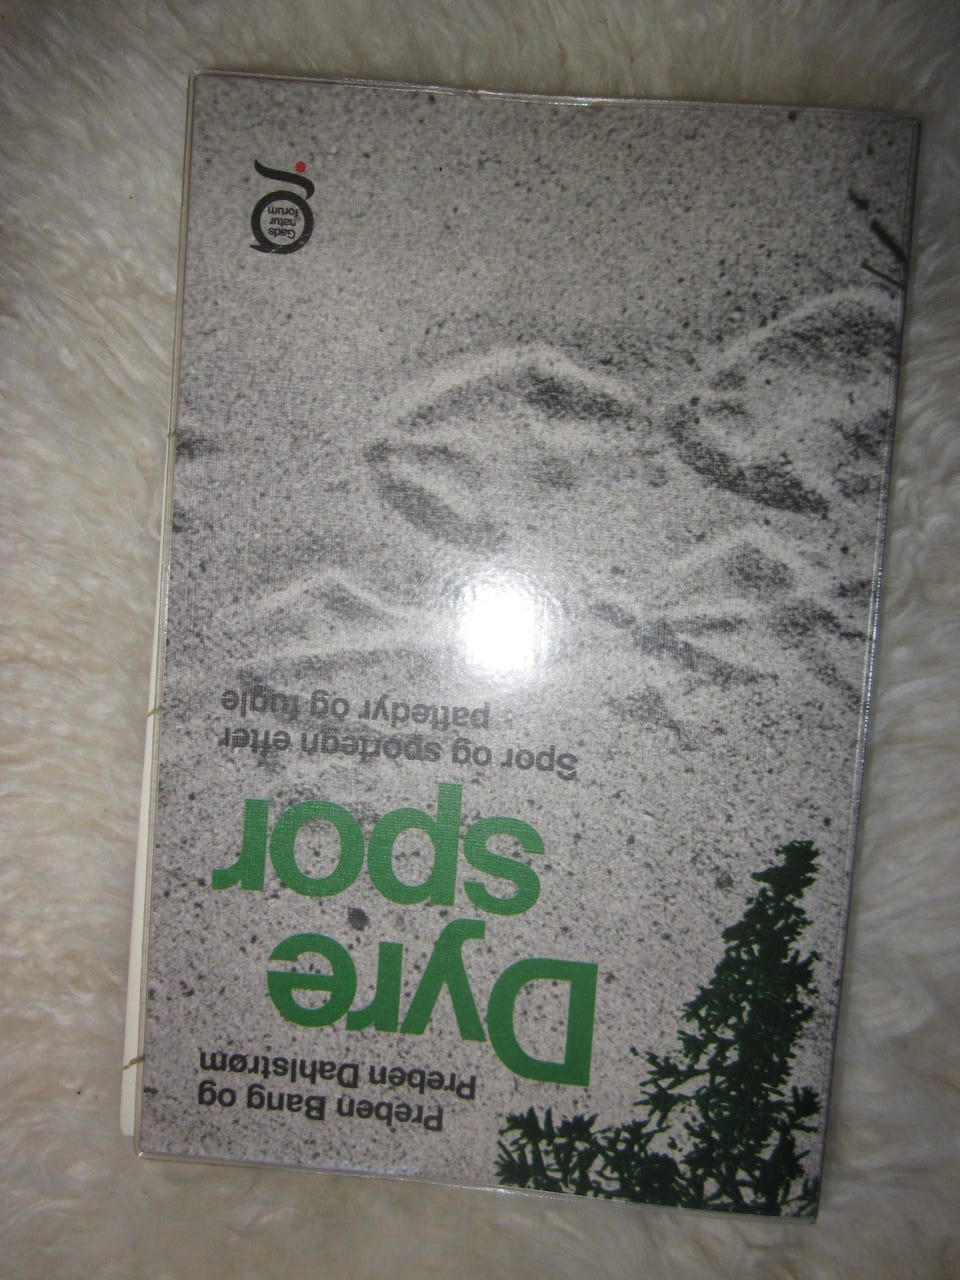 Preben Bang og
Preben Dahlstrøm
Dyre
spor
Spor og sportegn efter
pattedyr og fugle
Gads
natur
forum